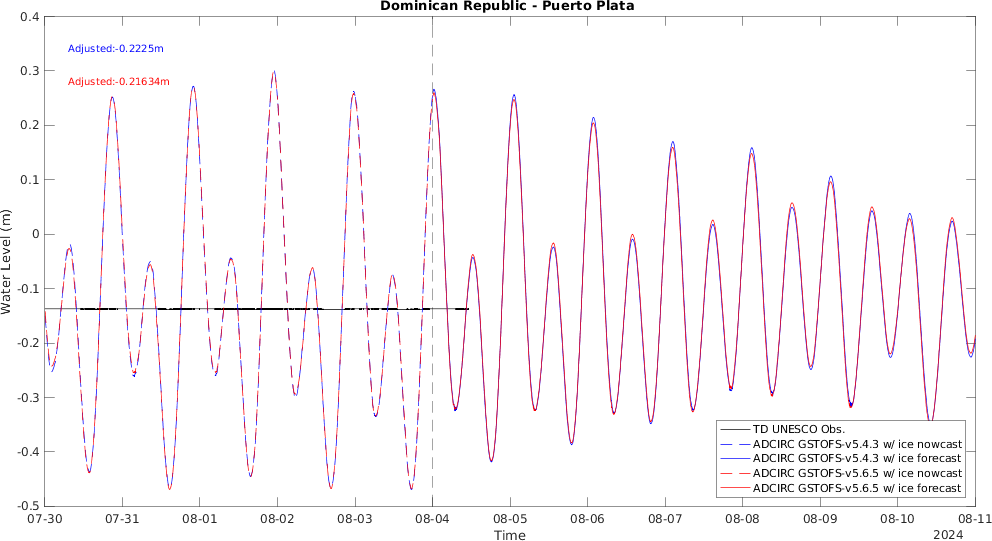 Dominican Republic - Puerto Plata
Adjusted:-0.2225m
Adjusted:-0.21634m
Water Level (m)
0.4
0.3
0.2
0.1
0
-0.1
-0.2
-0.3
-0.4
-0.5
TD UNESCO Obs.
ADCIRC GSTOFS-v5.4.3 w/ ice nowcast
ADCIRC GSTOFS-v5.4.3 w/ ice forecast
ADCIRC GSTOFS-v5.6.5 w/ ice nowcast
ADCIRC GSTOFS-v5.6.5 w/ ice forecast
07-30 07-31 08-01 08-02 08-03 08-04 08-05 08-06 08-07 08-08 08-09 08-10 08-11
Time
2024